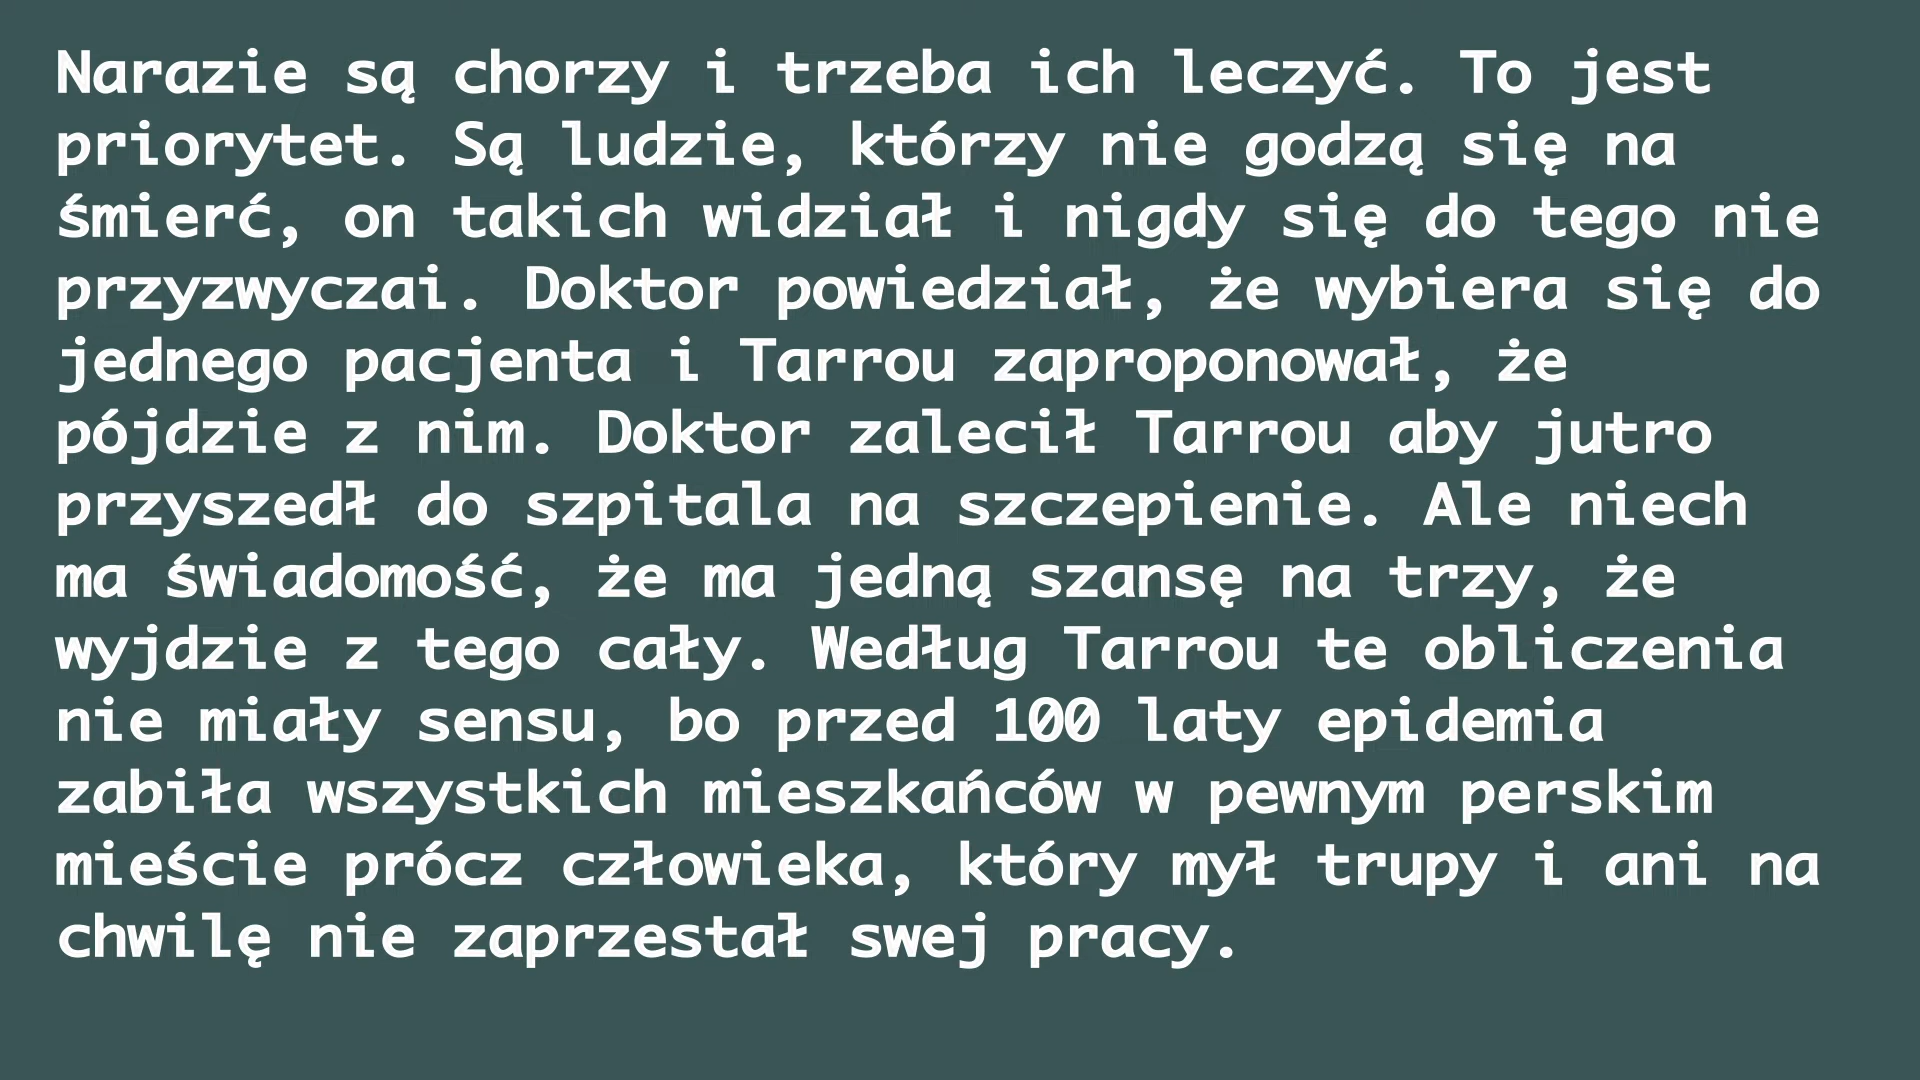 Narazie są chorzy i trzeba ich leczyć. To jest
priorytet. Są ludzie, którzy nie godzą się na
śmierć, on takich widział i nigdy się do tego nie
przyzwyczai. Doktor powiedział, że wybiera się do
jednego pacjenta i Tarrou zaproponował, że
pójdzie z nim. Doktor zalecił Tarrou aby jutro
przyszedł do szpitala na szczepienie. Ale niech
ma świadomość, że ma jedną szansę na trzy, że
wyjdzie z tego cały. Według Tarrou te obliczenia
nie miały sensu, bo przed 100 laty epidemia
zabiła wszystkich mieszkańców w pewnym perskim
mieście prócz człowieka, który mył trupy i ani na
chwilę nie zaprzestał swej pracy.